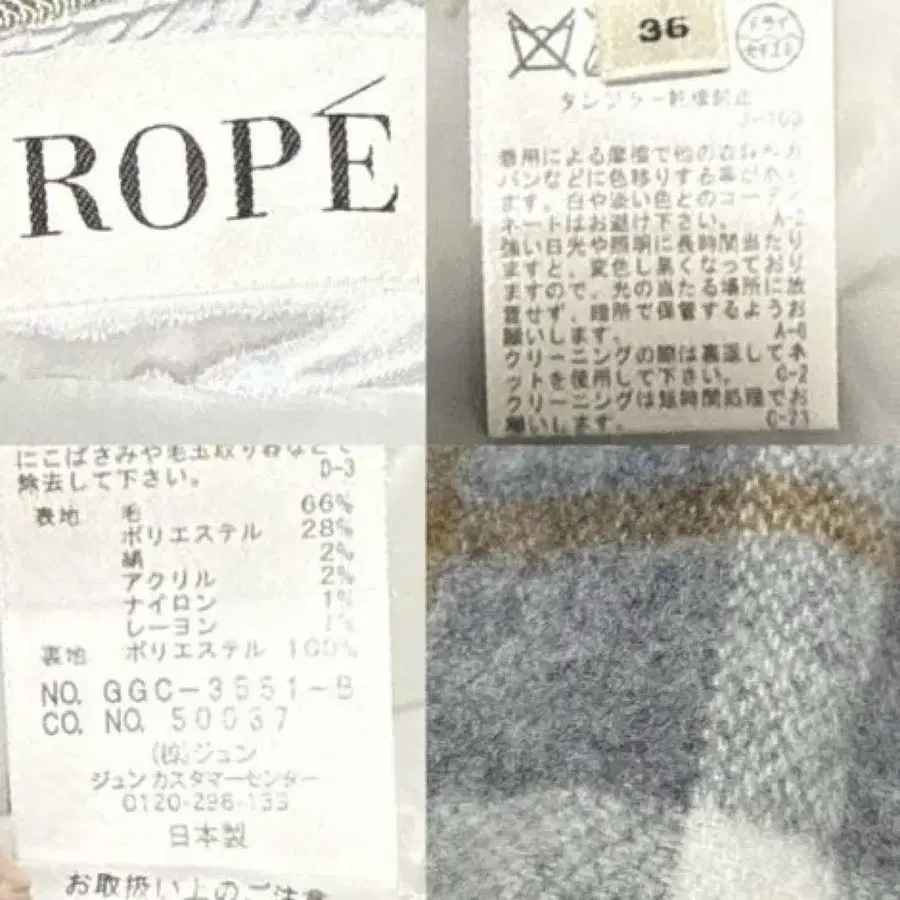 ROPÉ
36
ドライ
セキユ系
タンブラー乾燥禁止
着用による摩擦で他の衣料や
バンなどに色移りする事があり
ます。白や淡い色とのコーディ
ネートはお避け下さい。 A-2
強い日光や照明に長時間当たり
ますと、変色し黒くなっており
ますので、光の当たる場所に放
置せず、暗所で保管するようお
願いします。 A-8
クリーニングの際は裏返してネ
ットを使用して下さい。 C-2
クリーニングは短時間処理でお
願いします。 C-23
にこばさみや毛玉取り器などで
除去して下さい。 D-3
表地 毛 66%
ポリエステル 28%
絹 2%
アクリル 2%
ナイロン 1%
レーヨン 1%
裏地 ポリエステル 100%
NO. GGC-3551-B
CO. NO. 50037
(株)ジュン
ジュン カスタマーセンター
0120-298-133
日本製
お取扱い上のご注意